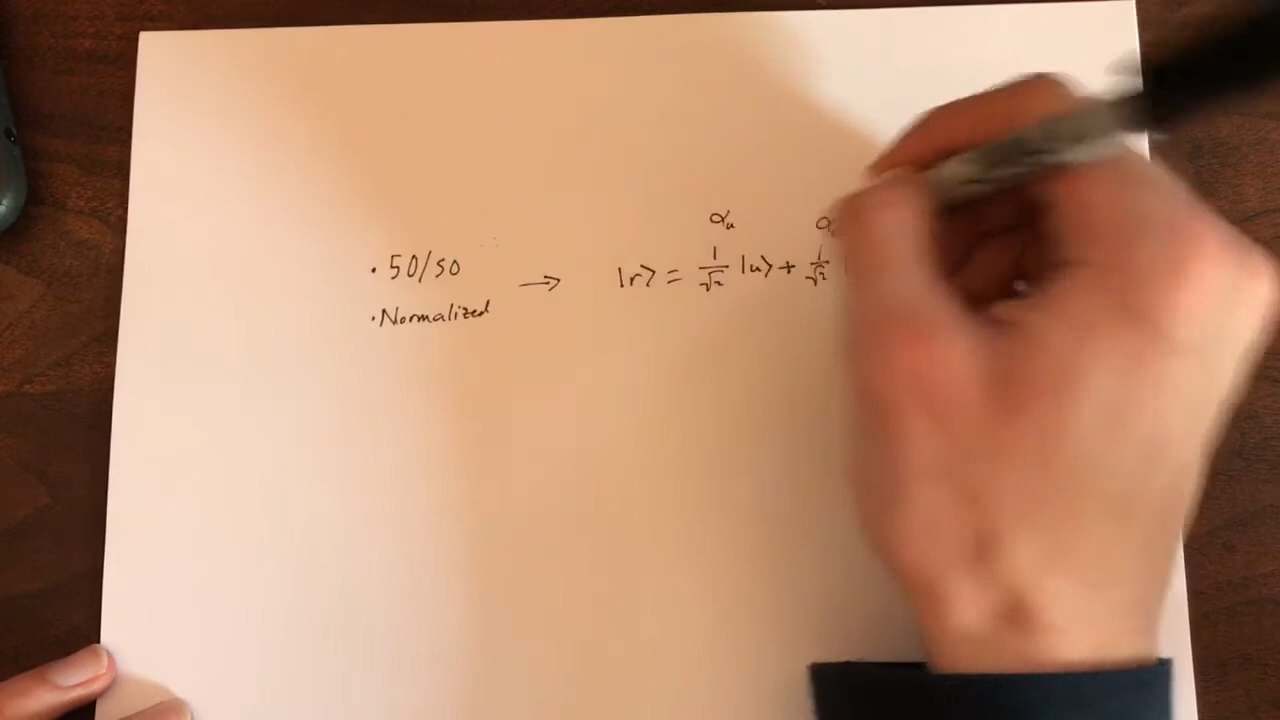 α_u α
• 50/50
• Normalized → |r⟩ = 1/√2 |u⟩ + 1/√2 |